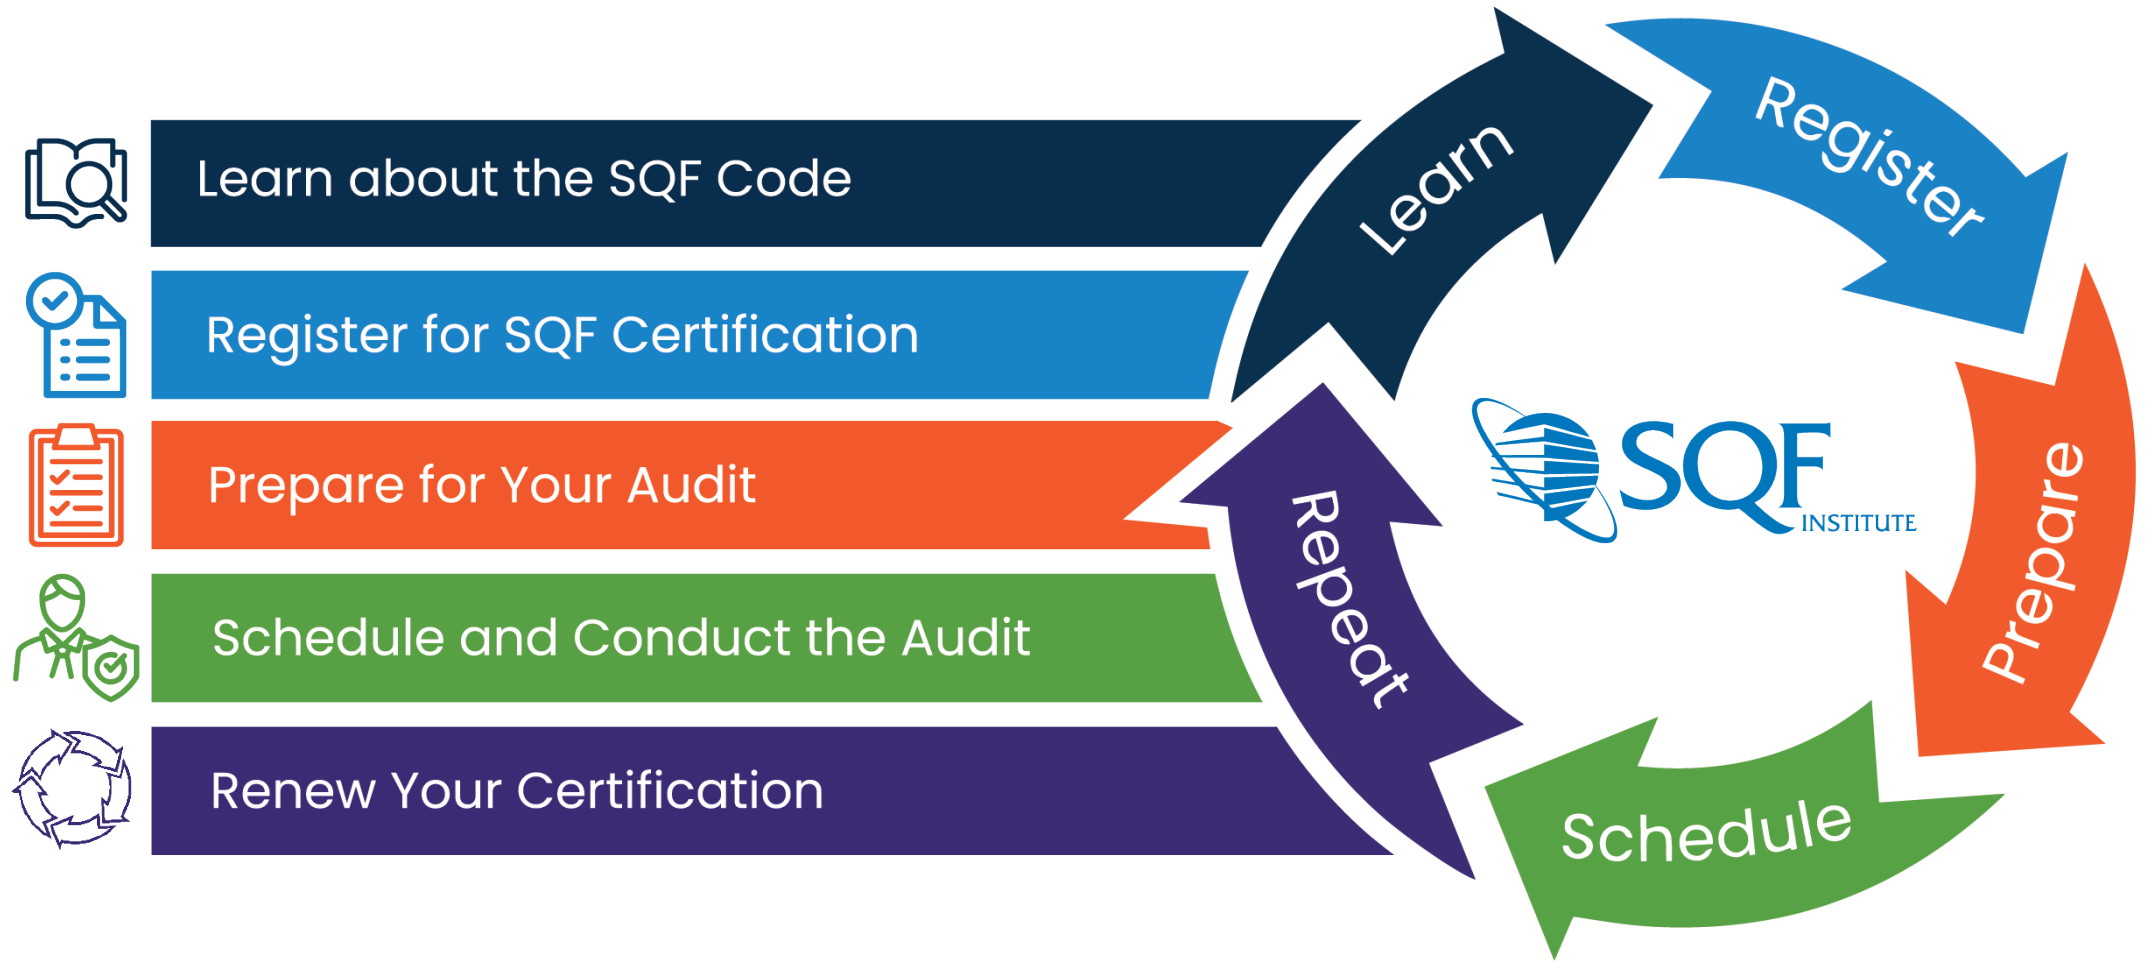 Learn about the SQF Code
Register for SQF Certification
Prepare for Your Audit
Schedule and Conduct the Audit
Renew Your Certification
Learn
Register
Prepare
Schedule
Repeat
SQF
INSTITUTE